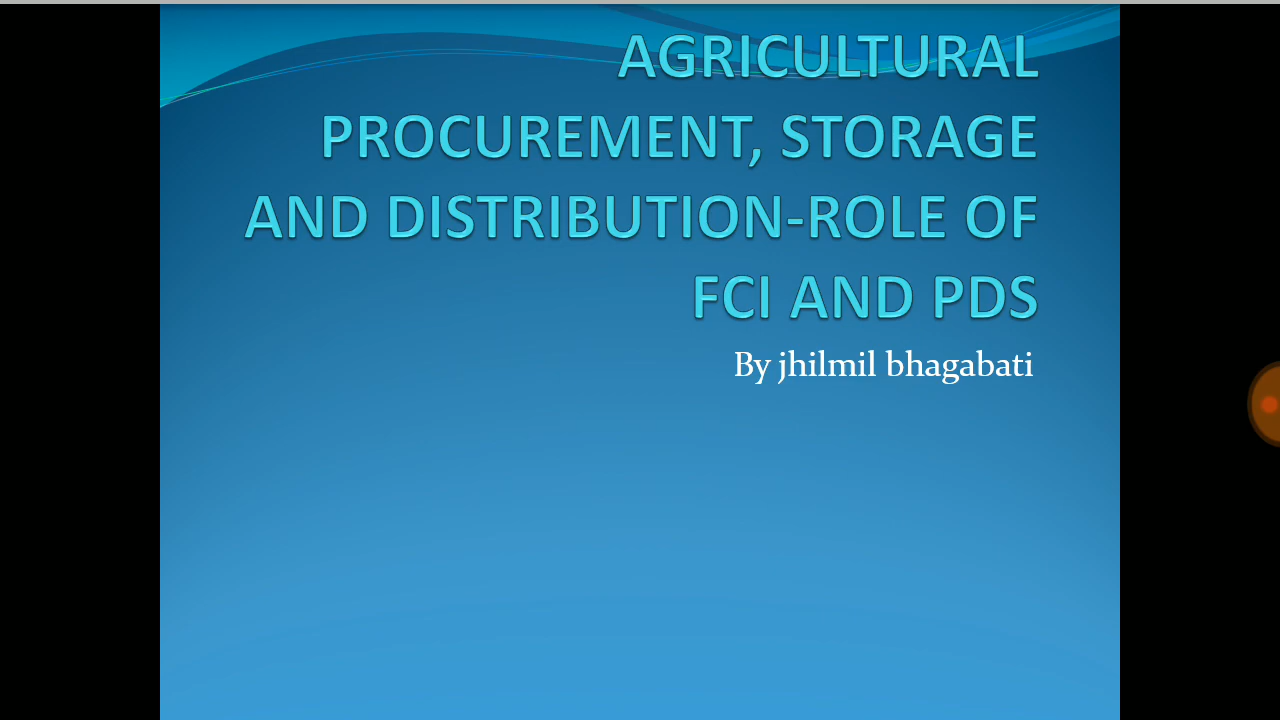 AGRICULTURAL
PROCUREMENT, STORAGE
AND DISTRIBUTION-ROLE OF
FCI AND PDS
By jhilmil bhagabati